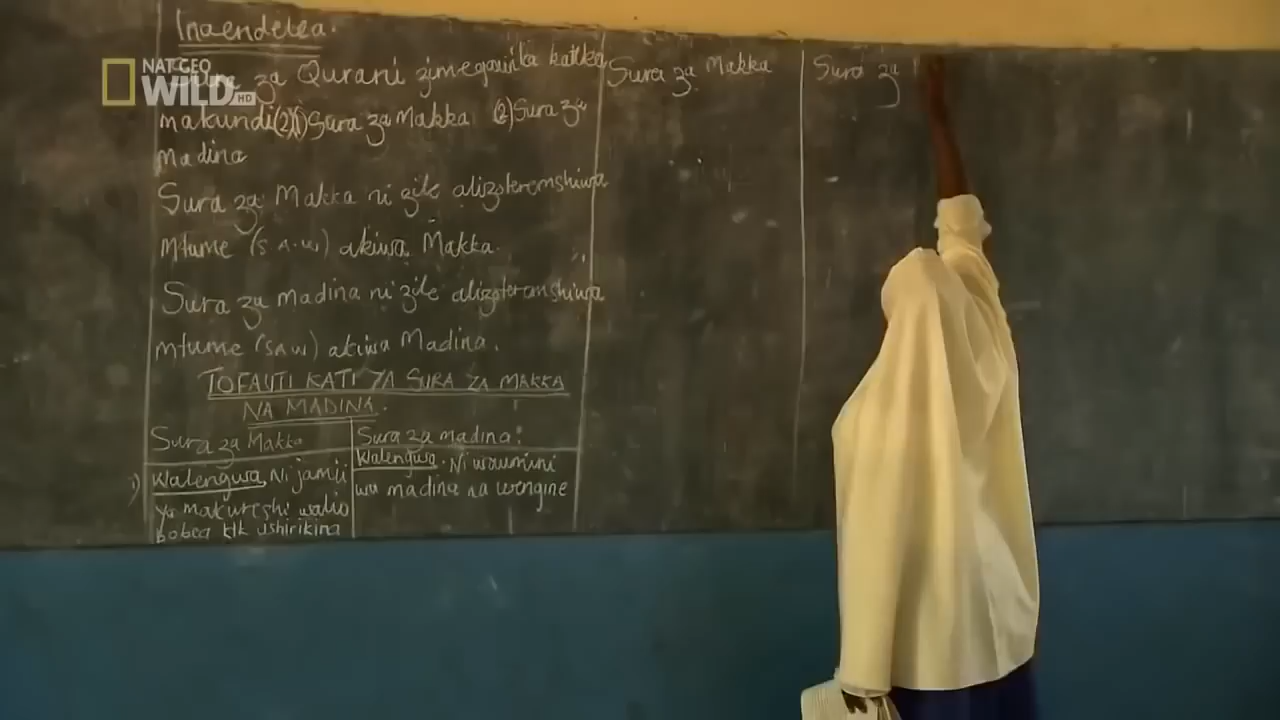 Inaendelea.
NAT GEO
WILD HD
za Qurani zimegawika katika
makundi (2)(1) Sura za Makka (2) Sura za
Madina
Sura za Makka ni zile alizoteremshiwa
Mtume (S.A.W) akiwa Makka.
Sura za madina ni zile alizoteremshiwa
mtume (SAW) akiwa Madina.
TOFAUTI KATI ZA SURA ZA MAKKA
NA MADINA.
Sura za Makka
Sura za madina:
i) Walengwa, Ni jamii
ya makureshi walio
bobea ktk ushirikina
Walengwa. Ni waumini
wa madina na wengine
Sura za Makka
Sura za